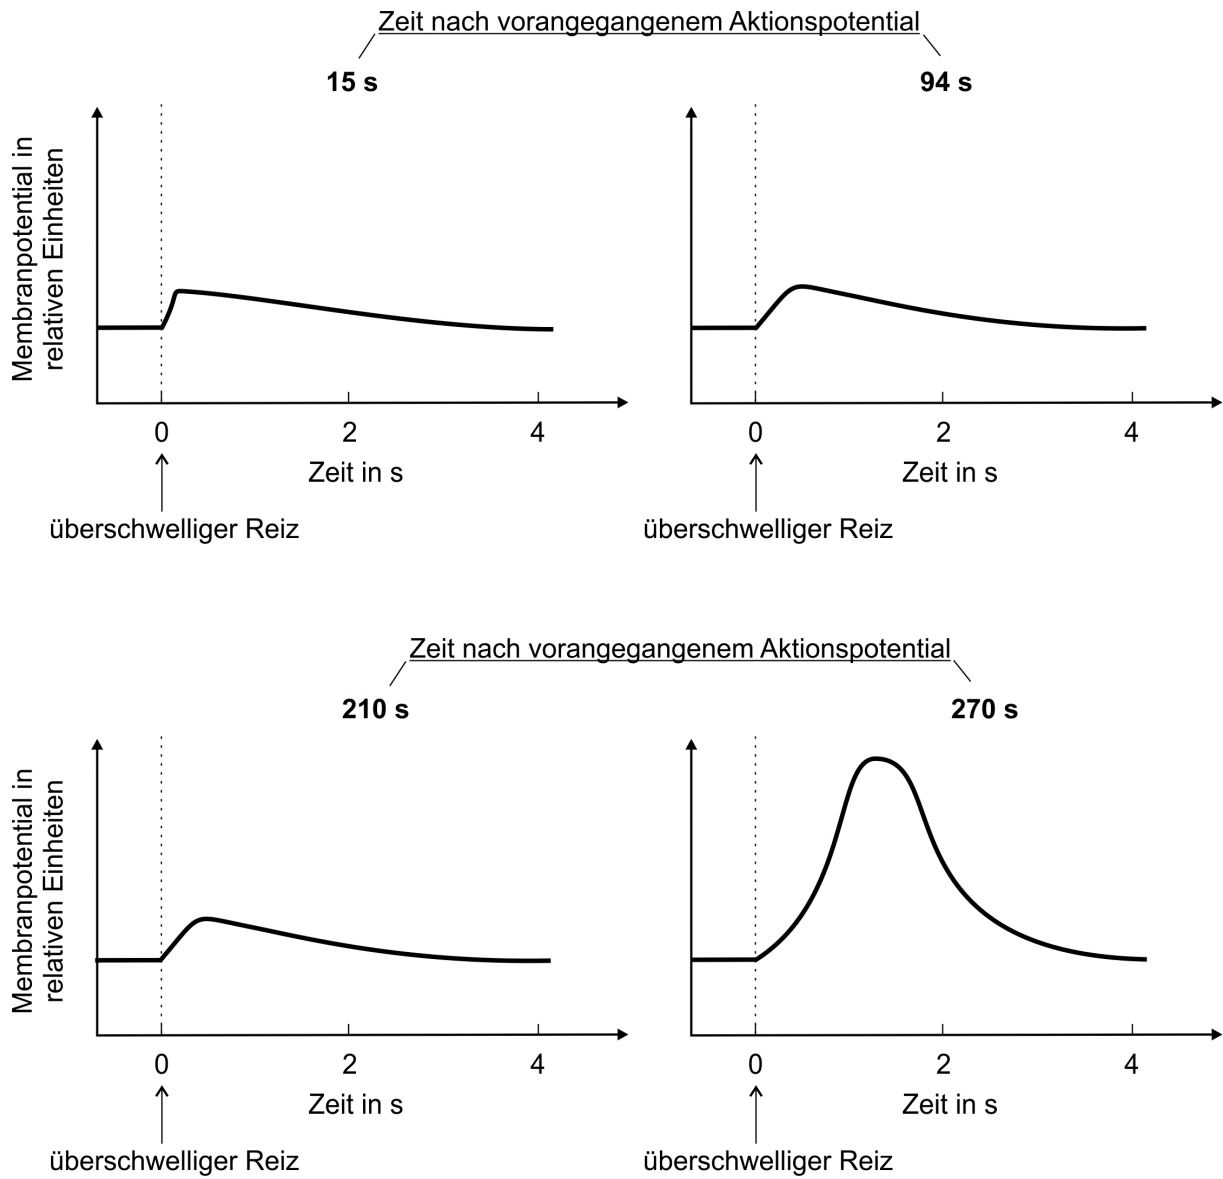 Zeit nach vorangegangenem Aktionspotential
15 s
94 s
Membranpotential in
relativen Einheiten
0
2
4
0
2
4
Zeit in s
Zeit in s
überschwelliger Reiz
überschwelliger Reiz
Zeit nach vorangegangenem Aktionspotential
210 s
270 s
Membranpotential in
relativen Einheiten
0
2
4
0
2
4
Zeit in s
Zeit in s
überschwelliger Reiz
überschwelliger Reiz